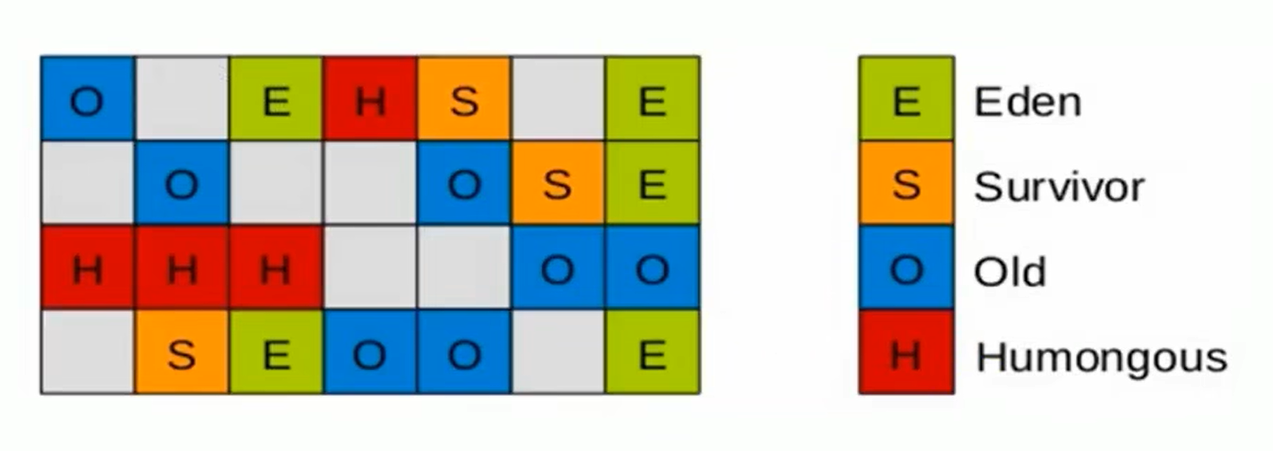 O E H S E
O O S E
H H H O O
S E O O E
E Eden
S Survivor
O Old
H Humongous